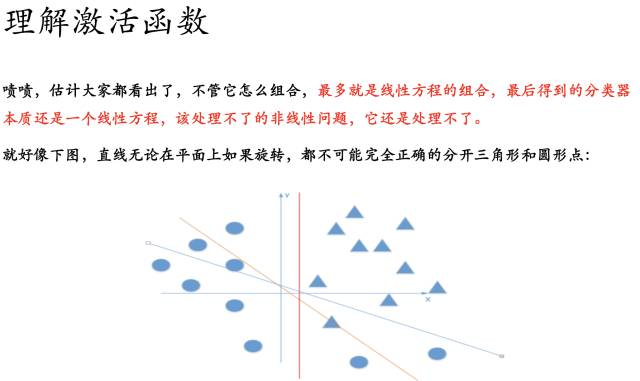 理解激活函数
啧啧，估计大家都看出了，不管它怎么组合，最多就是线性方程的组合，最后得到的分类器
本质还是一个线性方程，该处理不了的非线性问题，它还是处理不了。
就好像下图，直线无论在平面上如果旋转，都不可能完全正确的分开三角形和圆形点：
Y
X